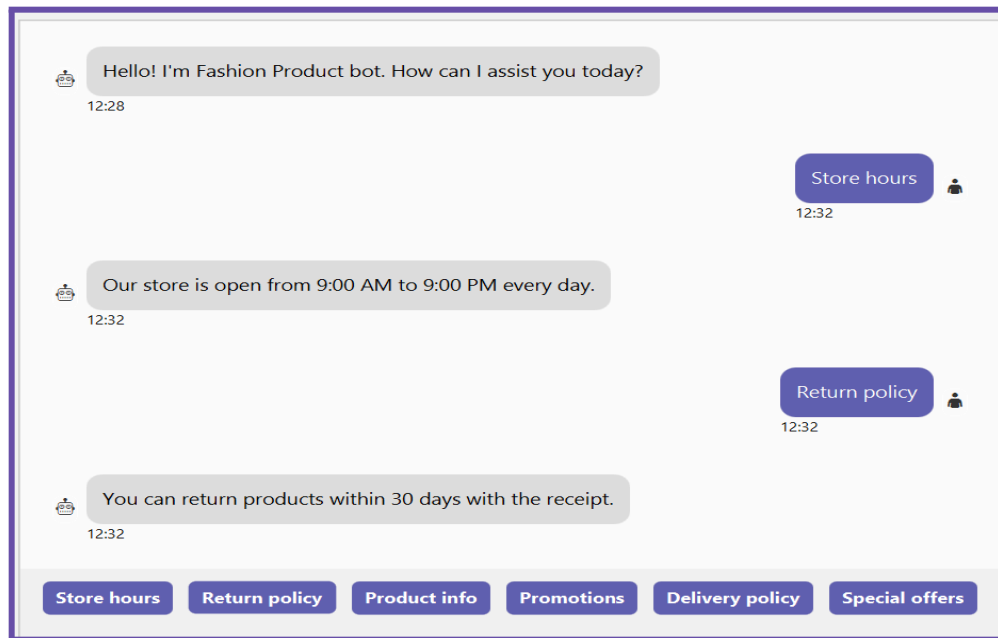 Hello! I'm Fashion Product bot. How can I assist you today?
12:28
Store hours
12:32
Our store is open from 9:00 AM to 9:00 PM every day.
12:32
Return policy
12:32
You can return products within 30 days with the receipt.
12:32
Store hours Return policy Product info Promotions Delivery policy Special offers